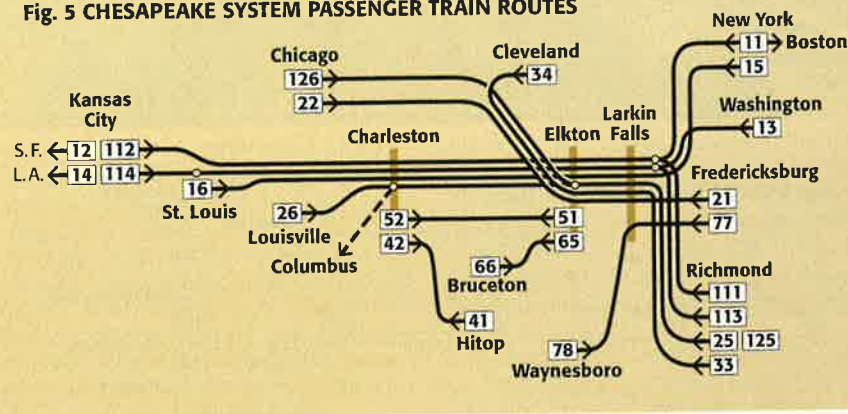 Fig. 5 CHESAPEAKE SYSTEM PASSENGER TRAIN ROUTES
New York
11 Boston
15
Chicago
126
22
Cleveland
34
Washington
13
Kansas
City
S.F. 12 112
L.A. 14 114
16
St. Louis
Charleston
Elkton
Larkin
Falls
Fredericksburg
21
77
26
Louisville
Columbus
52
51
42
65
66
Bruceton
41
Hitop
78
Waynesboro
Richmond
111
113
25 125
33